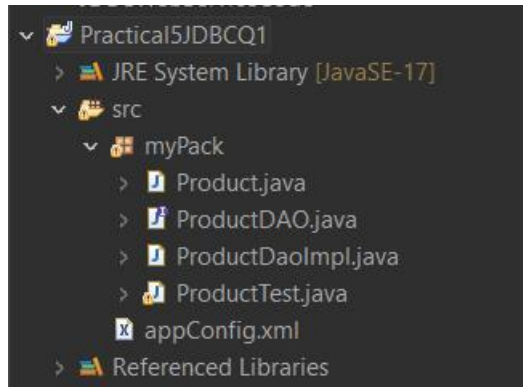 Practical5JDBCQ1
JRE System Library [JavaSE-17]
src
myPack
Product.java
ProductDAO.java
ProductDaoImpl.java
ProductTest.java
appConfig.xml
Referenced Libraries